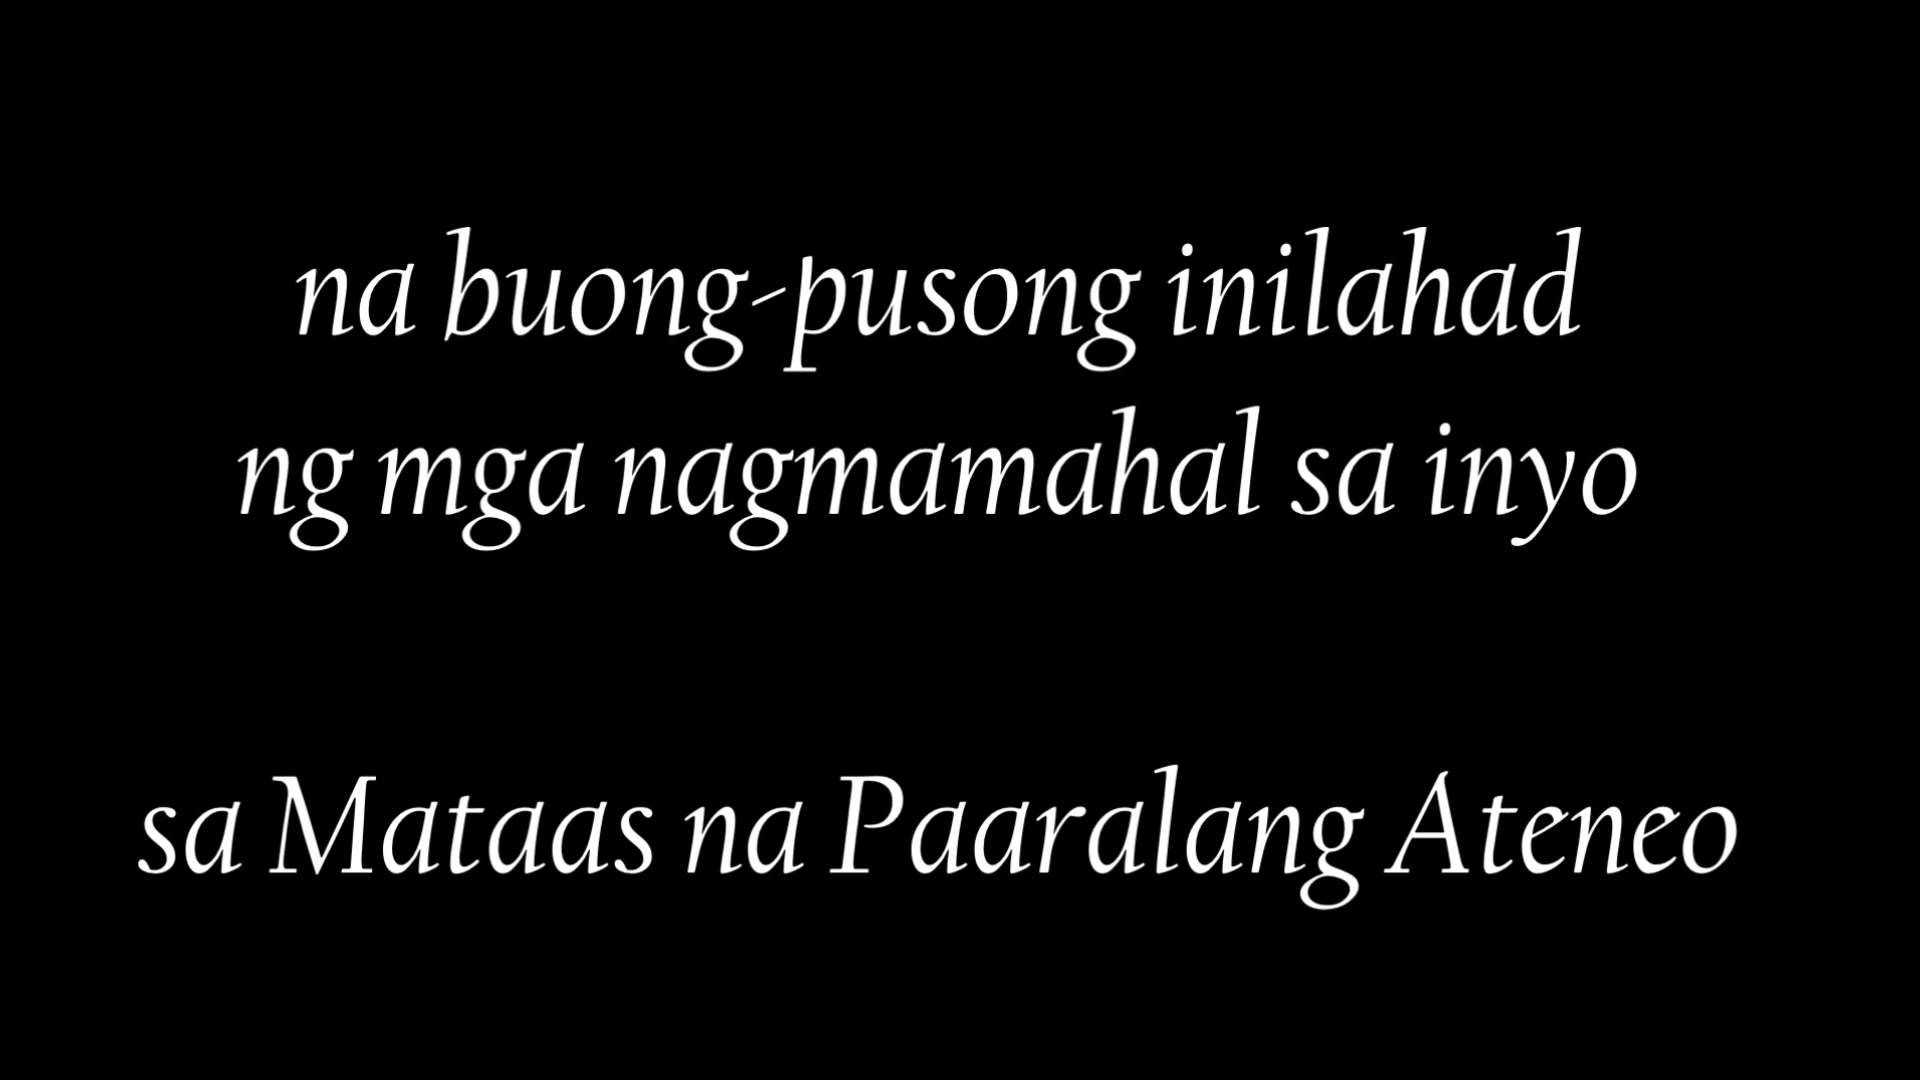 na buong-pusong inilahad
ng mga nagmamahal sa inyo
sa Mataas na Paaralang Ateneo